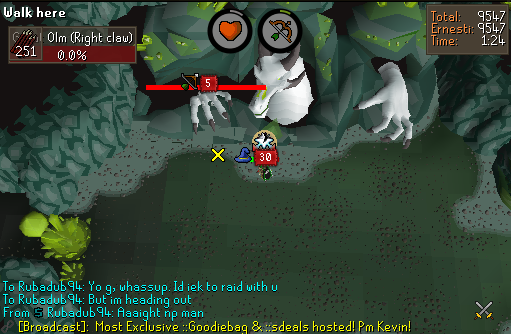 Walk here
Total: 9547
Ernesti: 9547
Time: 1:24
251
Olm (Right claw)
0.0%
5
30
To Rubadub94: Yo g, whassup. Id iek to raid with u
To Rubadub94: But im heading out
From Rubadub94: Aaaight np man
[Broadcast]: Most Exclusive ::Goodiebag & ::sdeals hosted! Pm Kevin!